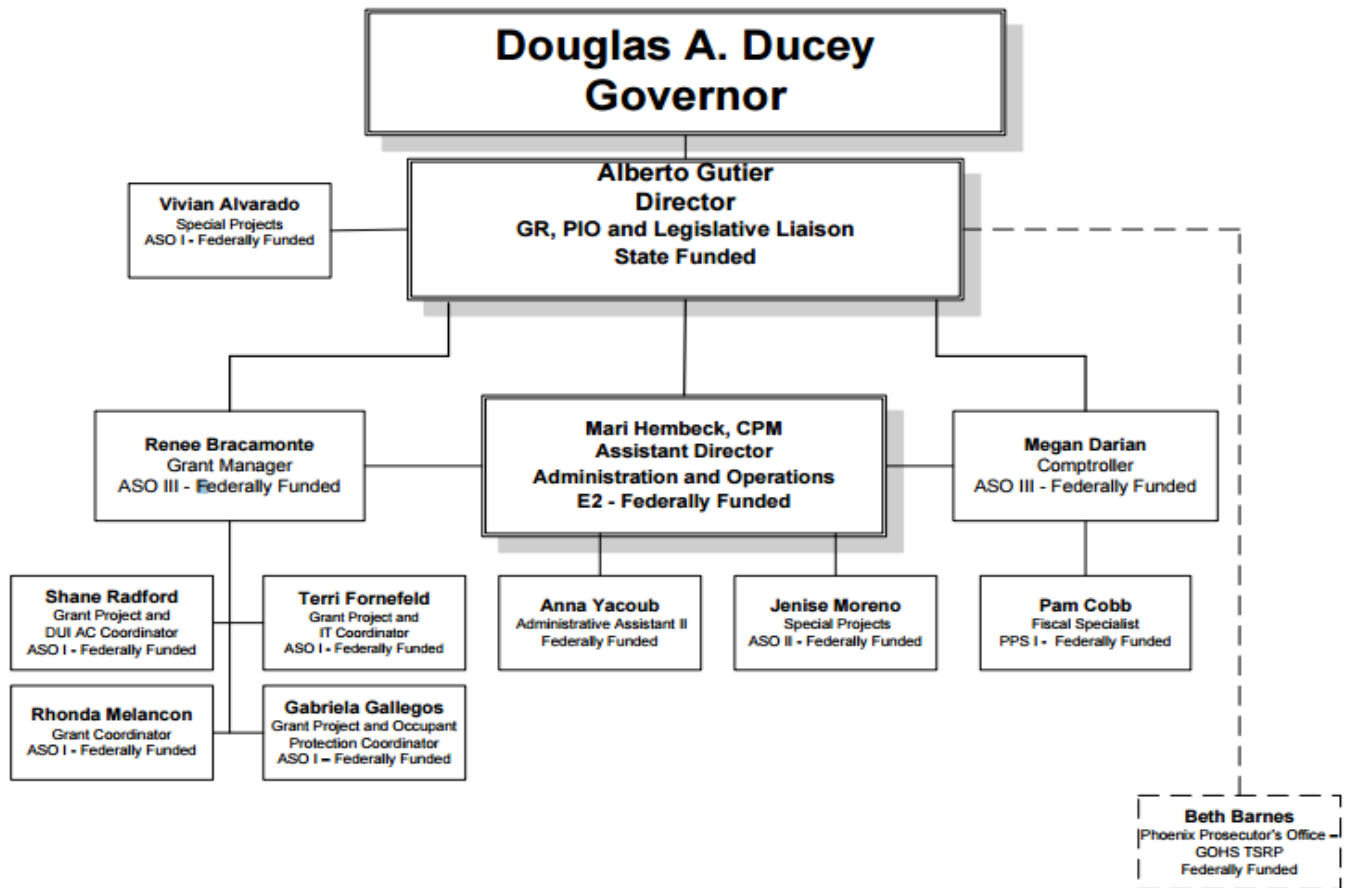 Douglas A. Ducey
Governor
Alberto Gutier
Director
GR, PIO and Legislative Liaison
State Funded
Vivian Alvarado
Special Projects
ASO I - Federally Funded
Renee Bracamonte
Grant Manager
ASO III - Federally Funded
Mari Hembeck, CPM
Assistant Director
Administration and Operations
E2 - Federally Funded
Megan Darian
Comptroller
ASO III - Federally Funded
Shane Radford
Grant Project and
DUI AC Coordinator
ASO I - Federally Funded
Terri Fornefeld
Grant Project and
IT Coordinator
ASO I - Federally Funded
Anna Yacoub
Administrative Assistant II
Federally Funded
Jenise Moreno
Special Projects
ASO II - Federally Funded
Pam Cobb
Fiscal Specialist
PPS I - Federally Funded
Rhonda Melancon
Grant Coordinator
ASO I - Federally Funded
Gabriela Gallegos
Grant Project and Occupant
Protection Coordinator
ASO I – Federally Funded
Beth Barnes
Phoenix Prosecutor's Office –
GOHS TSRP
Federally Funded